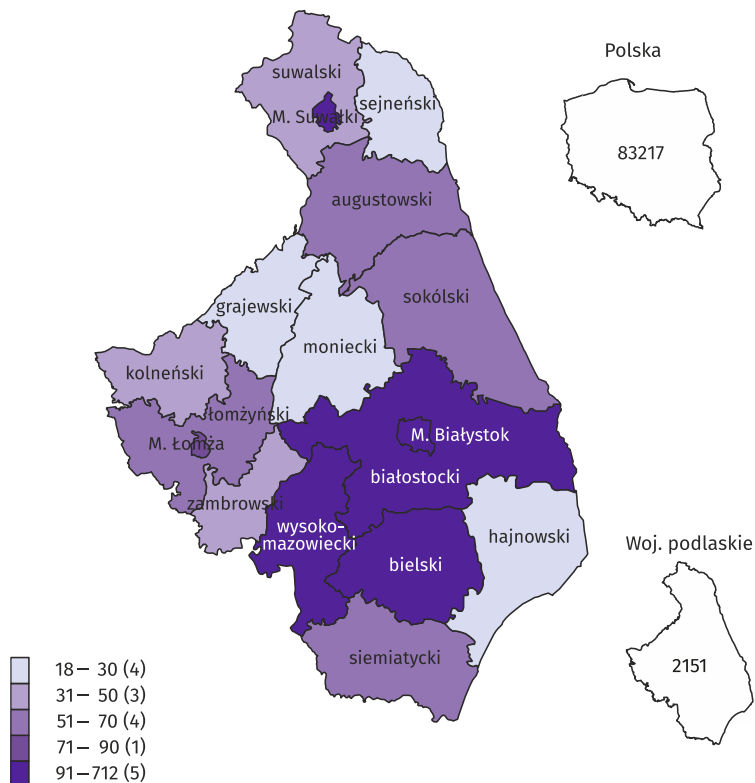 Polska
83217
suwalski
M. Suwałki
sejneński
augustowski
sokólski
grajewski
moniecki
kolneński
łomżyński
M. Łomża
M. Białystok
białostocki
zambrowski
wysoko-
mazowiecki
hajnowski
bielski
siemiatycki
Woj. podlaskie
2151
18 – 30 (4)
31 – 50 (3)
51 – 70 (4)
71 – 90 (1)
91 – 712 (5)